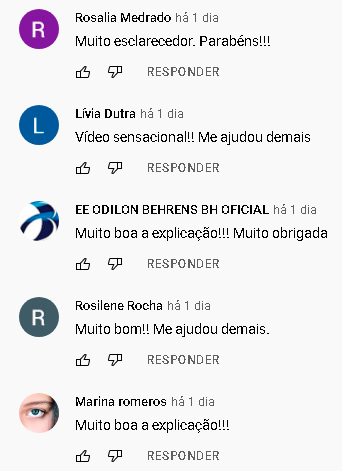 R
Rosalia Medrado há 1 dia
Muito esclarecedor. Parabéns!!!
RESPONDER
L
Lívia Dutra há 1 dia
Vídeo sensacional!! Me ajudou demais
RESPONDER
EE ODILON BEHRENS BH OFICIAL há 1 dia
Muito boa a explicação!!! Muito obrigada
RESPONDER
R
Rosilene Rocha há 1 dia
Muito bom!! Me ajudou demais.
RESPONDER
Marina romeros há 1 dia
Muito boa a explicação!!!
RESPONDER